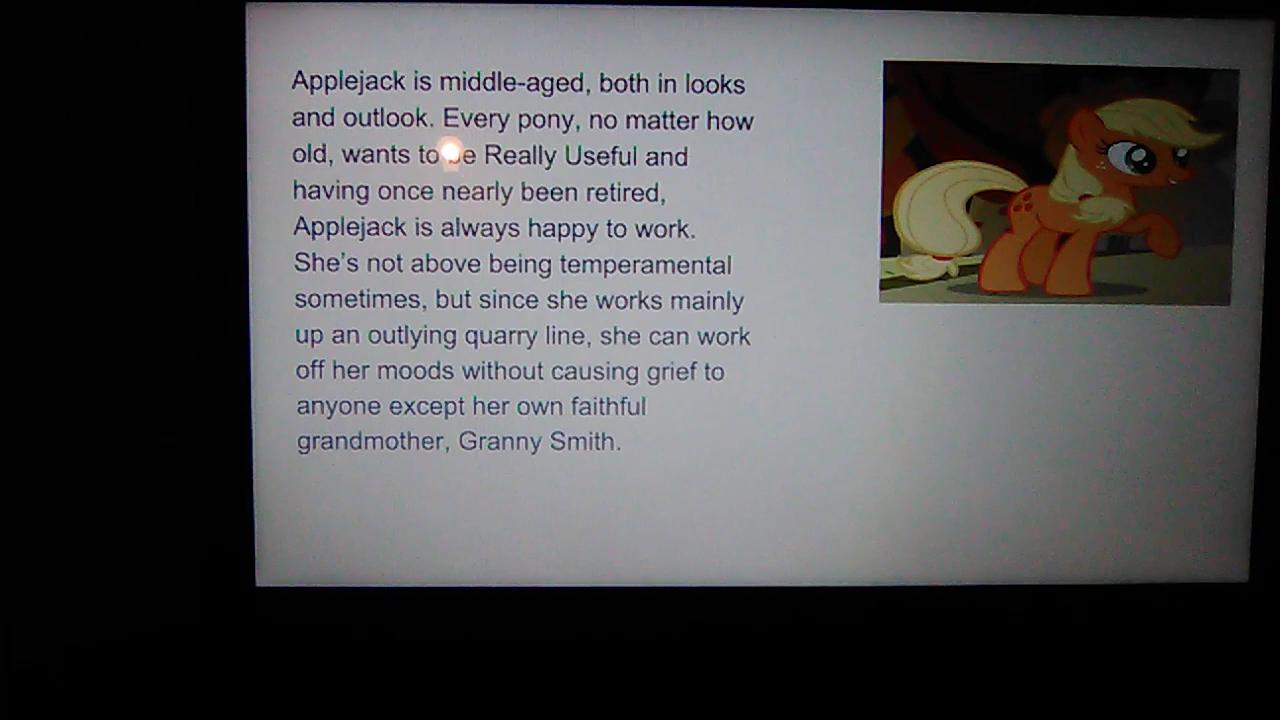 Applejack is middle-aged, both in looks
and outlook. Every pony, no matter how
old, wants to be Really Useful and
having once nearly been retired,
Applejack is always happy to work.
She's not above being temperamental
sometimes, but since she works mainly
up an outlying quarry line, she can work
off her moods without causing grief to
anyone except her own faithful
grandmother, Granny Smith.